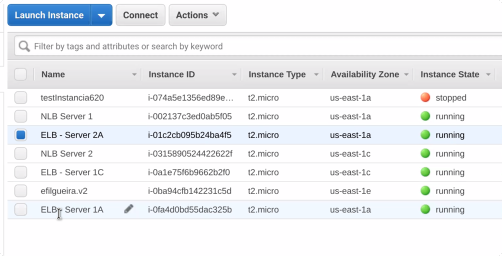 Launch Instance Connect Actions
Filter by tags and attributes or search by keyword
Name Instance ID Instance Type Availability Zone Instance State
testInstancia620 i-074a5e1356ed89e... t2.micro us-east-1a stopped
NLB Server 1 i-002137c3ed0ab5f05 t2.micro us-east-1a running
ELB - Server 2A i-01c2cb095b24ba4f5 t2.micro us-east-1a running
NLB Server 2 i-0315890524422622f t2.micro us-east-1c running
ELB - Server 1C i-0a1e75f6b9662b2f0 t2.micro us-east-1c running
efilgueira.v2 i-0ba94cfb142231c5d t2.micro us-east-1e running
ELB - Server 1A i-0fa4d0bd55dac325b t2.micro us-east-1a running